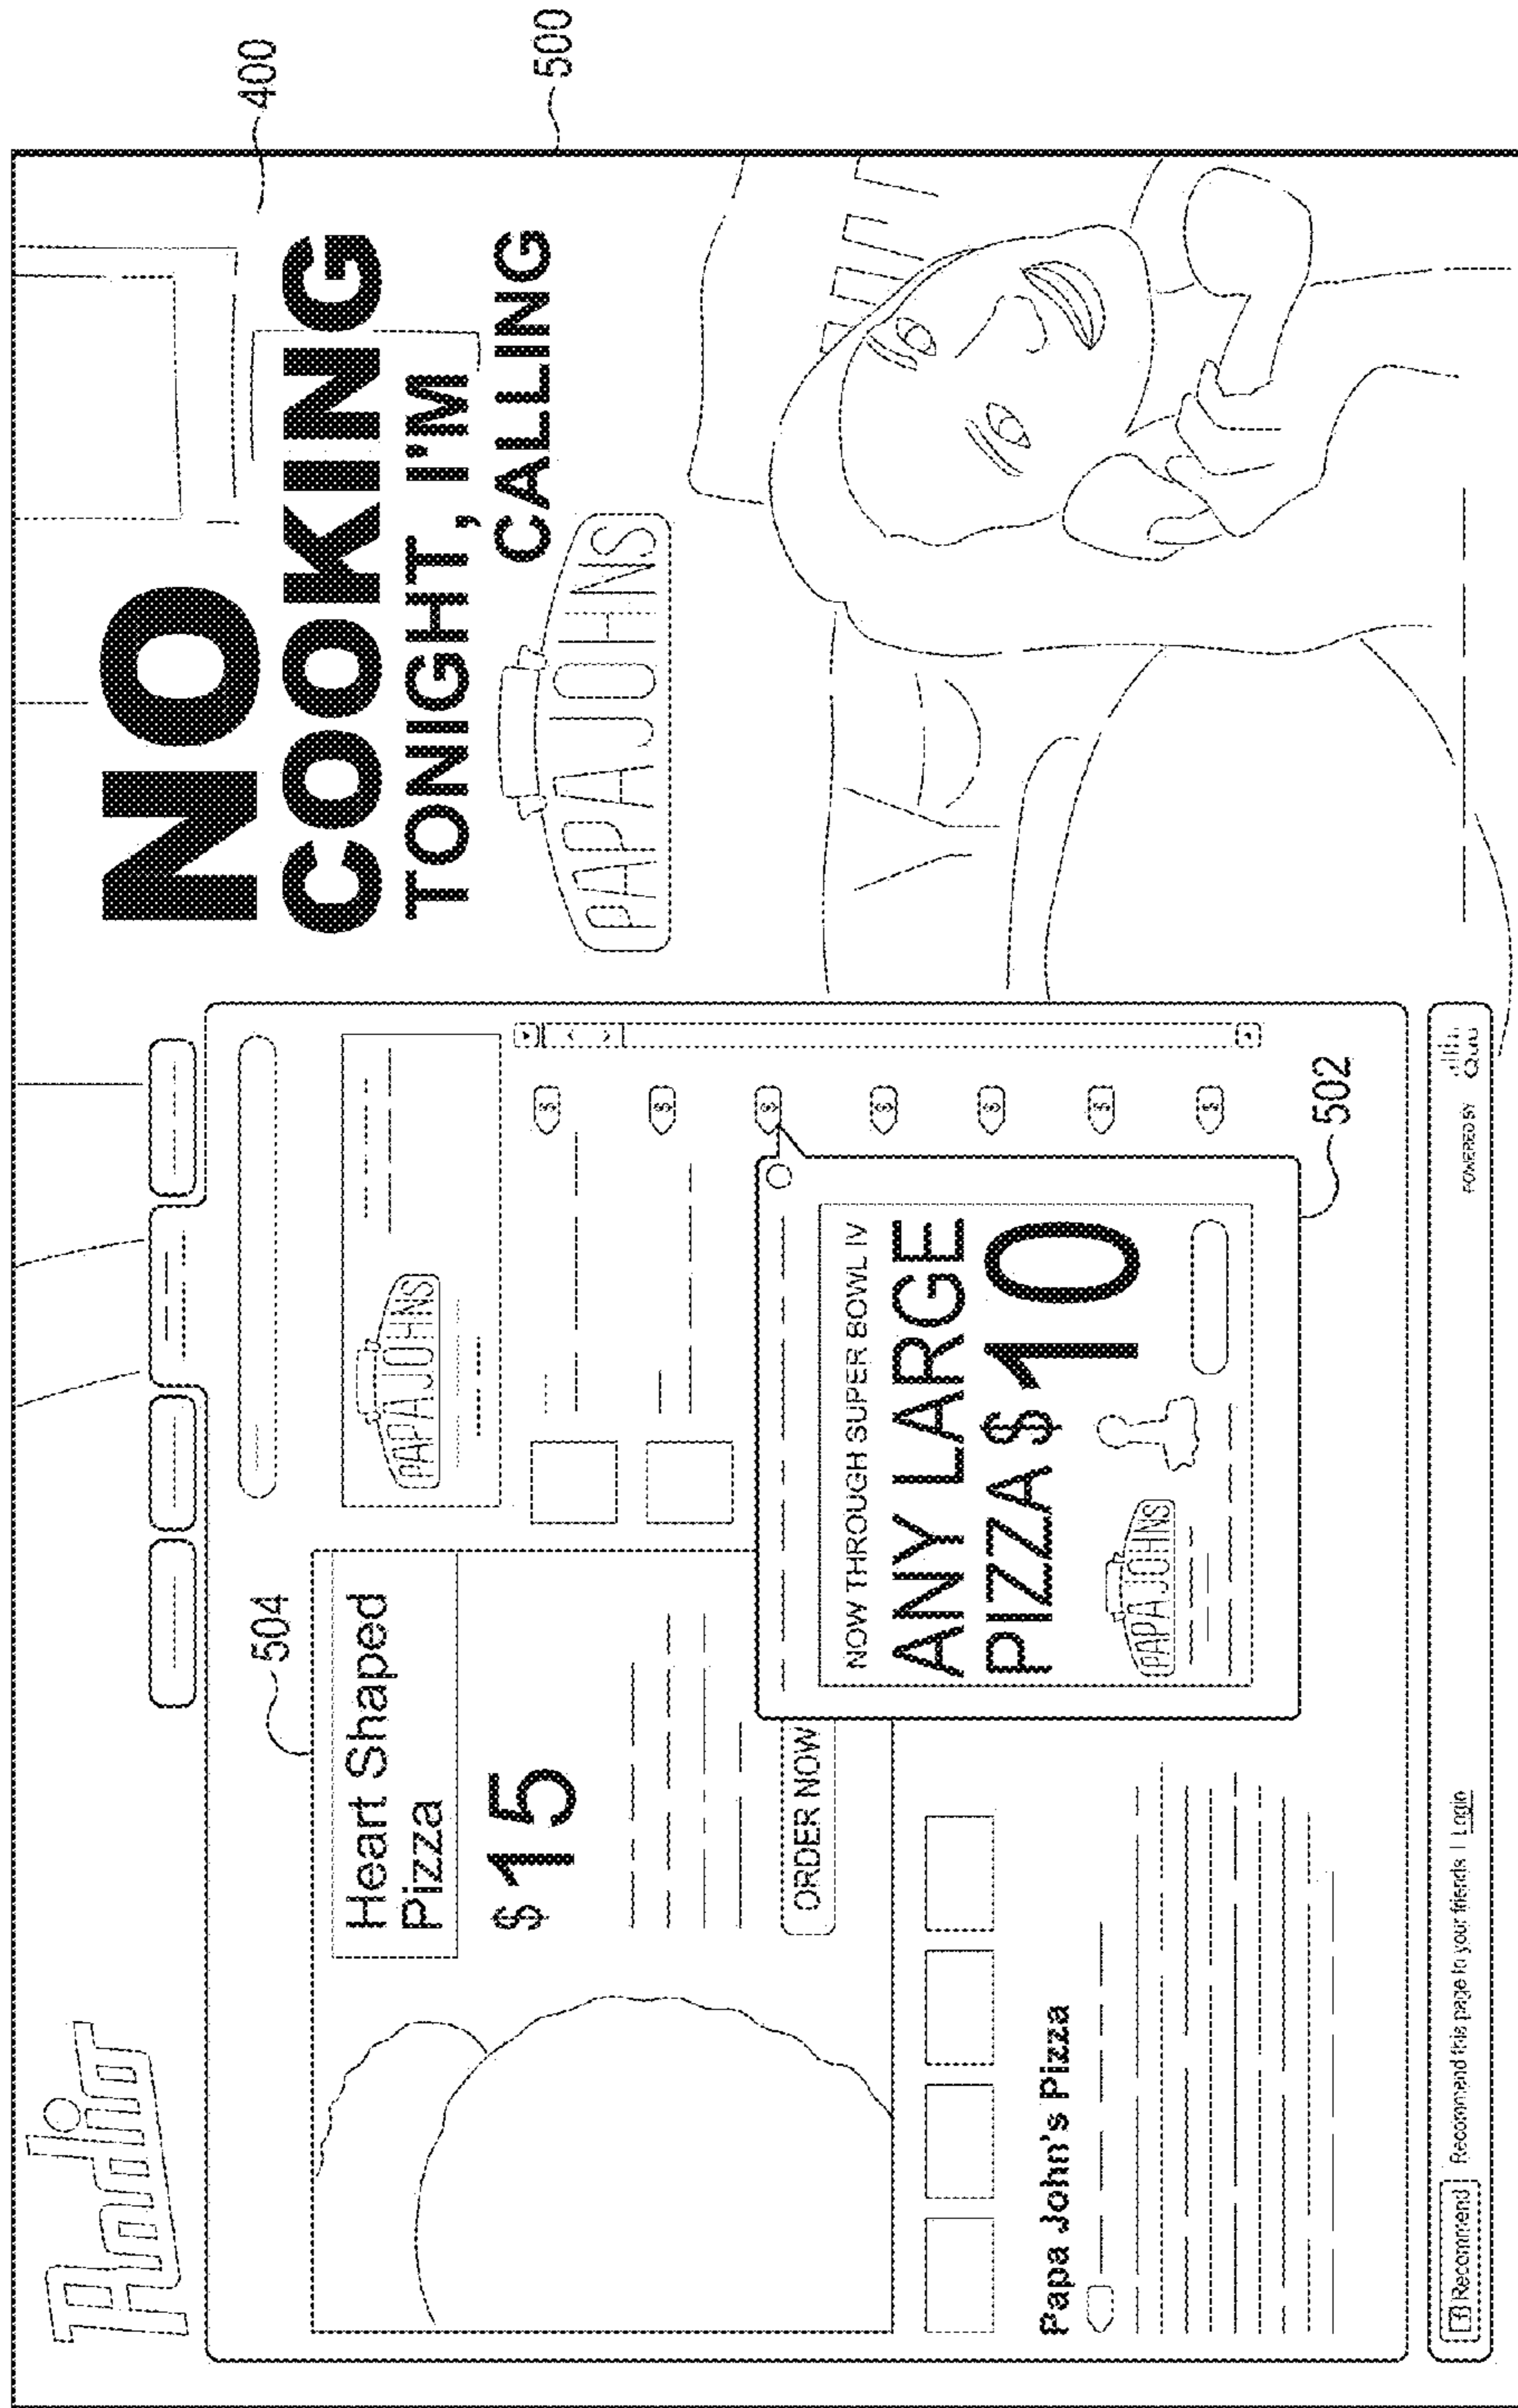 Audio
400
500
NO
COOKING
TONIGHT, I'M
CALLING
PAPA JOHNS
504
Heart Shaped
Pizza
$15
ORDER NOW
PAPA JOHNS
$
$
$
$
$
$
$
NOW THROUGH SUPER BOWL IV
ANY LARGE
PIZZA $10
PAPA JOHNS
502
Papa John's Pizza
f Recommend Recommend this page to your friends | Login
POWERED BY Quu